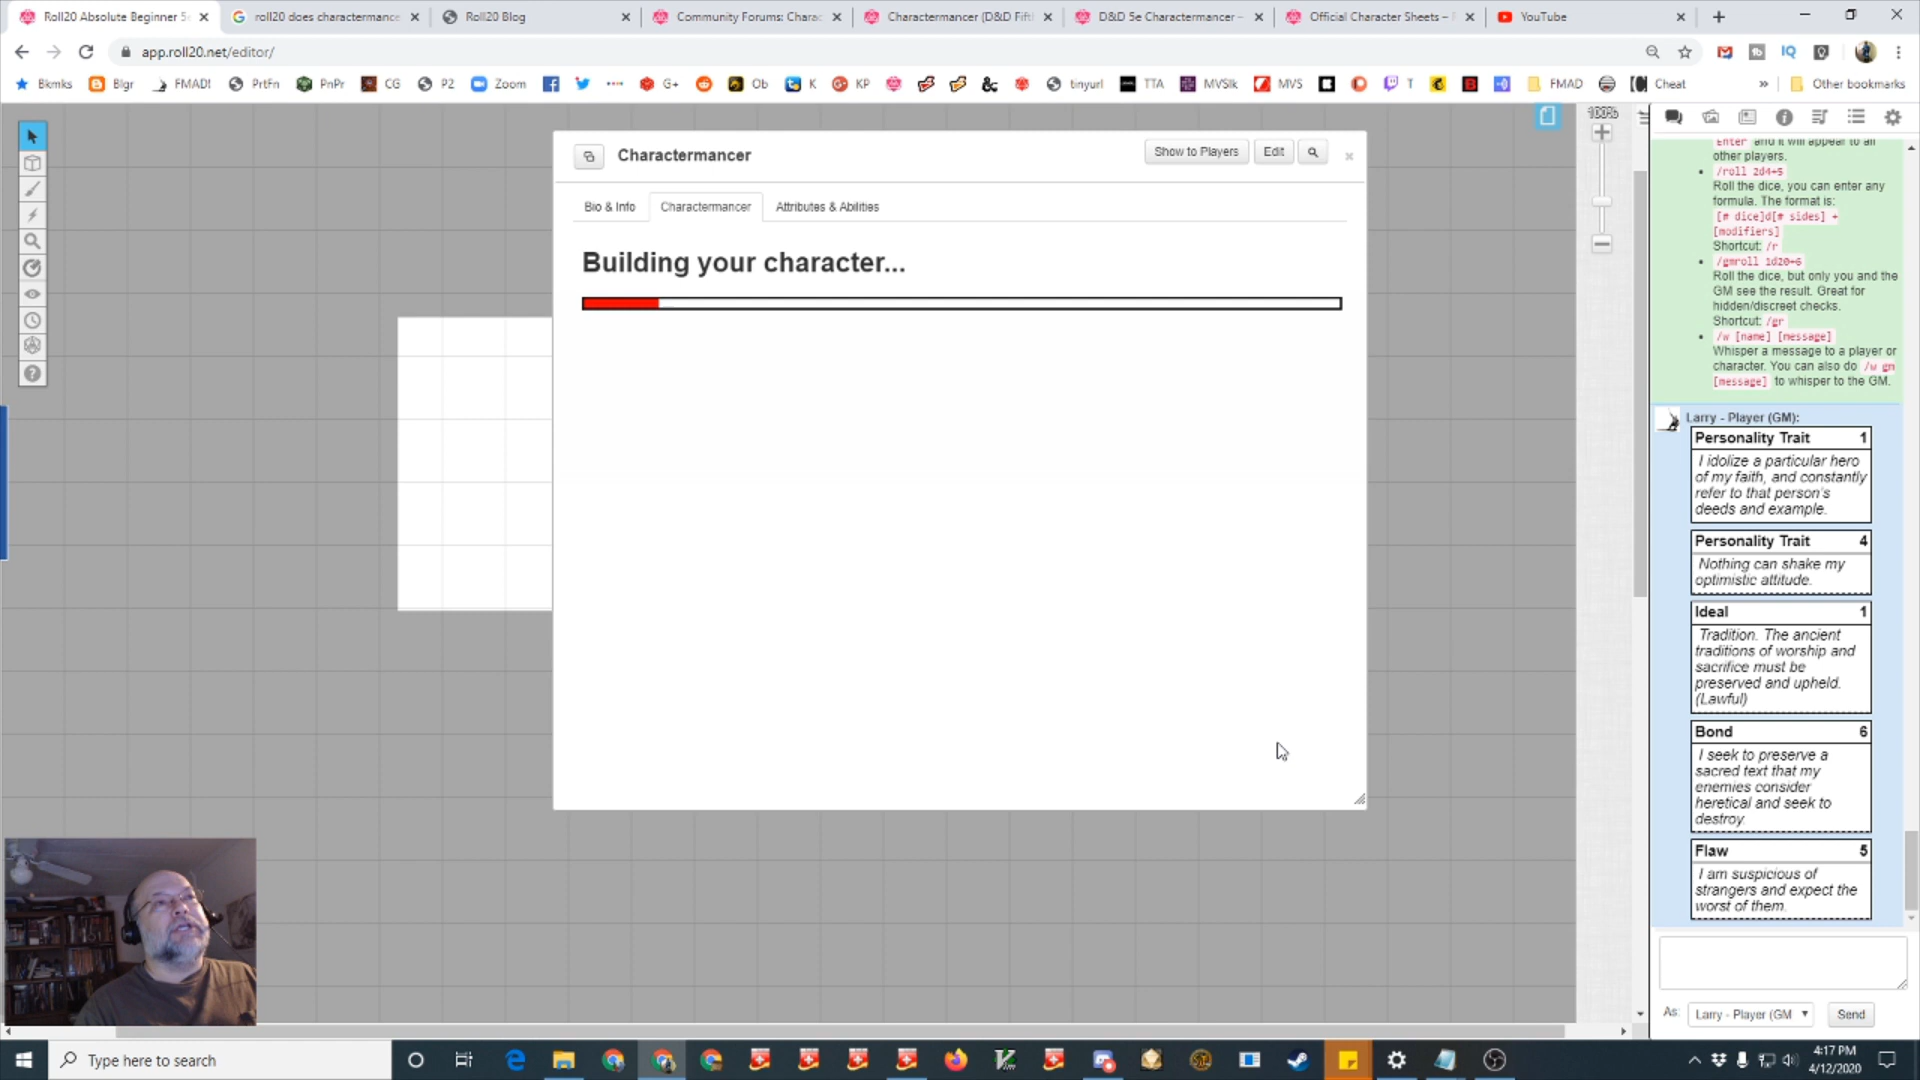 Roll20 Absolute Beginner 5e
roll20 does charactermance
Roll20 Blog
Community Forums: Charac
Charactermancer (D&D Fift
D&D 5e Charactermancer –
Official Character Sheets –
YouTube
app.roll20.net/editor/
Bkmks
Blgr
FMAD!
PrtFn
PnPr
CG
P2
Zoom
G+
Ob
K
KP
tinyurl
TTA
MVSlk
MVS
T
FMAD
Cheat
Other bookmarks
Charactermancer
Show to Players
Edit
Bio & Info
Charactermancer
Attributes & Abilities
Building your character...
100%
Enter and it will appear to all
other players.
/roll 2d4+5
Roll the dice, you can enter any
formula. The format is:
[# dice]d[# sides] +
[modifiers]
Shortcut: /r
/gmroll 1d20+6
Roll the dice, but only you and the
GM see the result. Great for
hidden/discreet checks.
Shortcut: /gr
/w [name] [message]
Whisper a message to a player or
character. You can also do /w gm
[message] to whisper to the GM.
Larry - Player (GM):
Personality Trait 1
I idolize a particular hero
of my faith, and constantly
refer to that person's
deeds and example.
Personality Trait 4
Nothing can shake my
optimistic attitude.
Ideal 1
Tradition. The ancient
traditions of worship and
sacrifice must be
preserved and upheld.
(Lawful)
Bond 6
I seek to preserve a
sacred text that my
enemies consider
heretical and seek to
destroy.
Flaw 5
I am suspicious of
strangers and expect the
worst of them.
As:
Larry - Player (GM
Send
Type here to search
4:17 PM
4/12/2020